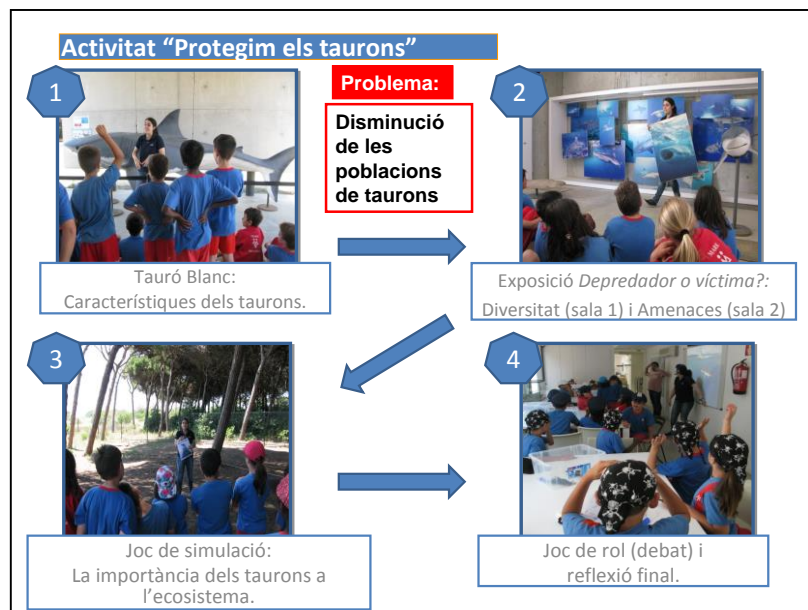 Activitat “Protegim els taurons”
1
Problema:
Disminució
de les
poblacions
de taurons
2
Tauró Blanc:
Característiques dels taurons.
Exposició Depredador o víctima?:
Diversitat (sala 1) i Amenaces (sala 2)
3
4
Joc de simulació:
La importància dels taurons a
l’ecosistema.
Joc de rol (debat) i
reflexió final.